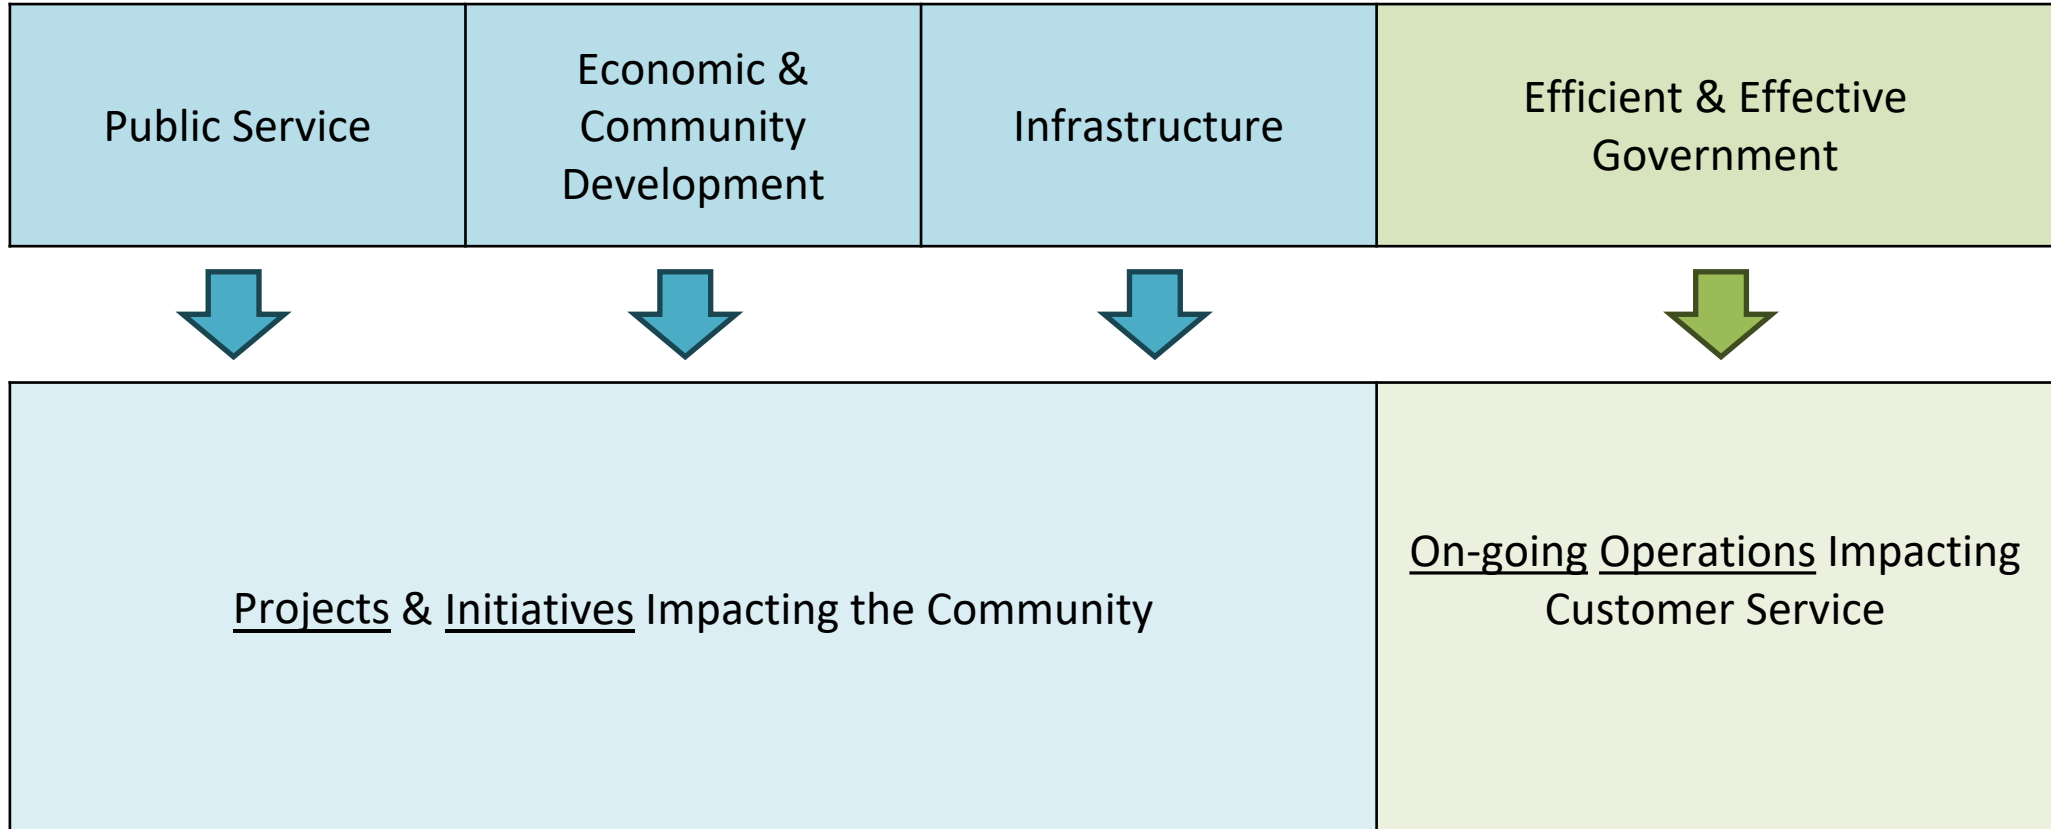 Public Service
Economic &
Community
Development
Infrastructure
Efficient & Effective
Government
Projects & Initiatives Impacting the Community
On-going Operations Impacting
Customer Service